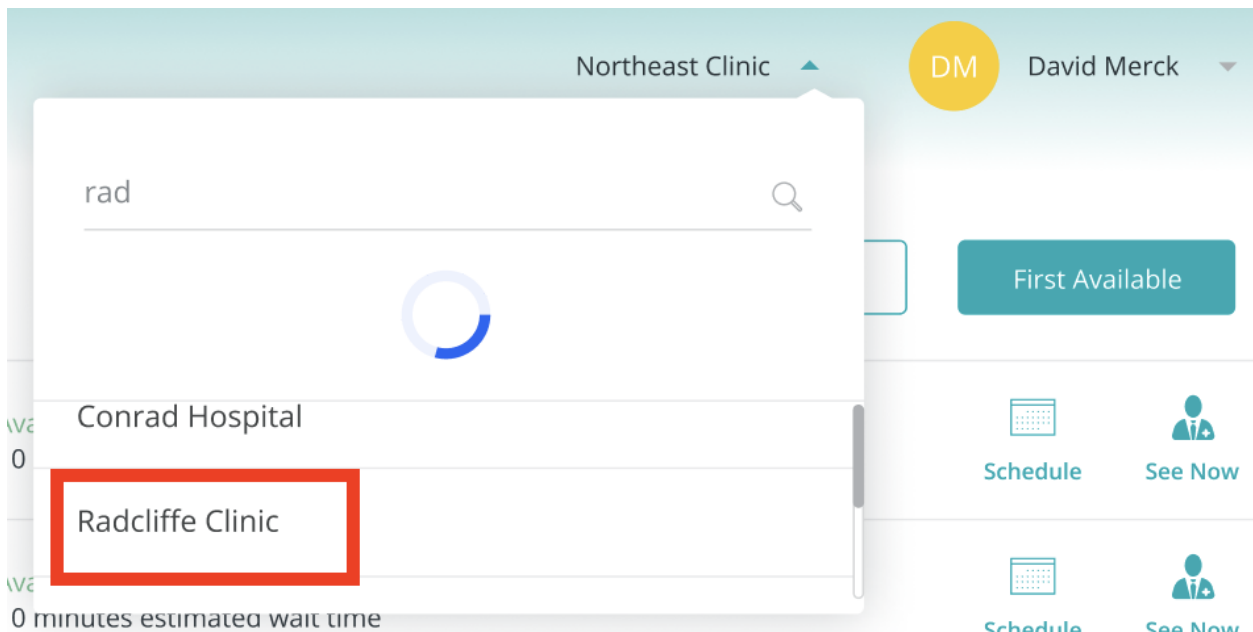 Northeast Clinic
DM
David Merck
rad
First Available
Conrad Hospital
0
Schedule
See Now
Radcliffe Clinic
0 minutes estimated wait time
Schedule
See Now